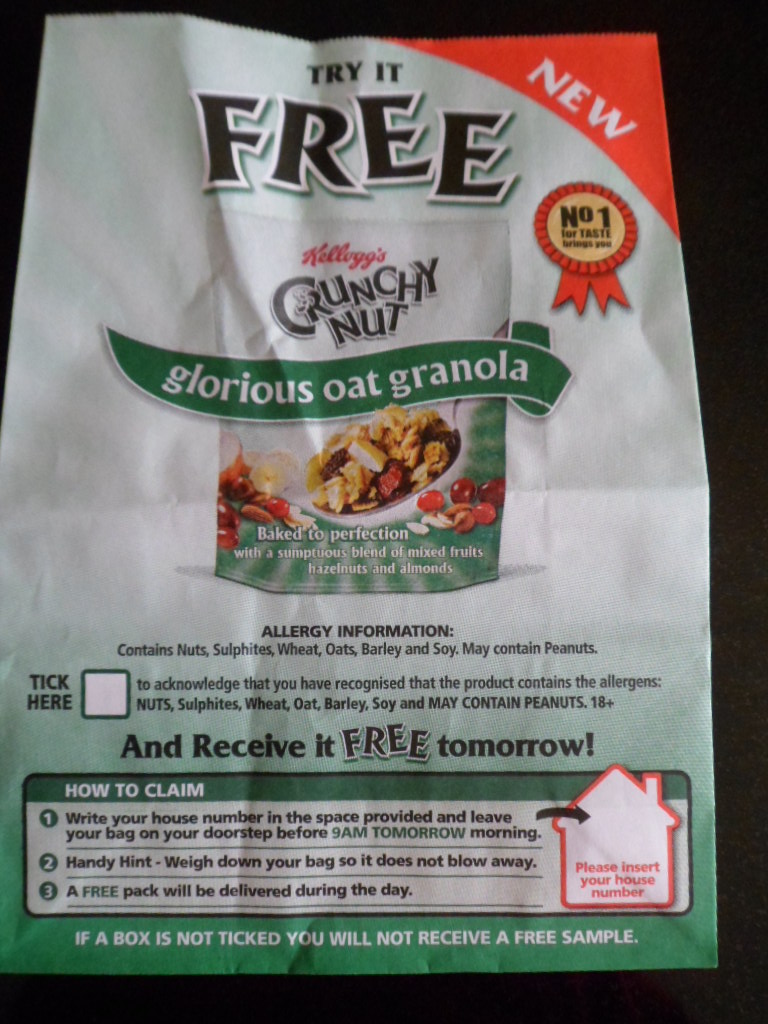 TRY IT
FREE
NEW
No 1
for TASTE
brings you
Kellogg's
CRUNCHY
NUT
glorious oat granola
Baked to perfection
with a sumptuous blend of mixed fruits
hazelnuts and almonds
ALLERGY INFORMATION:
Contains Nuts, Sulphites, Wheat, Oats, Barley and Soy. May contain Peanuts.
TICK
HERE
to acknowledge that you have recognised that the product contains the allergens:
NUTS, Sulphites, Wheat, Oat, Barley, Soy and MAY CONTAIN PEANUTS. 18+
And Receive it FREE tomorrow!
HOW TO CLAIM
1 Write your house number in the space provided and leave
your bag on your doorstep before 9AM TOMORROW morning.
2 Handy Hint - Weigh down your bag so it does not blow away.
3 A FREE pack will be delivered during the day.
Please insert
your house
number
IF A BOX IS NOT TICKED YOU WILL NOT RECEIVE A FREE SAMPLE.